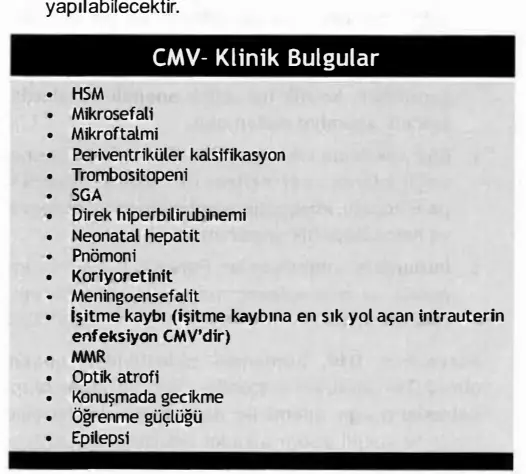 yapılabilecektir.
CMV- Klinik Bulgular
• HSM
• Mikrosefali
• Mikroftalmi
• Periventriküler kalsifikasyon
• Trombositopeni
• SGA
• Direk hiperbilirubinemi
• Neonatal hepatit
• Pnömoni
• Koriyoretinit
• Meningoensefalit
• İşitme kaybı (işitme kaybına en sık yol açan intrauterin
enfeksiyon CMV'dir)
• MMR
• Optik atrofi
• Konuşmada gecikme
• Öğrenme güçlüğü
• Epilepsi